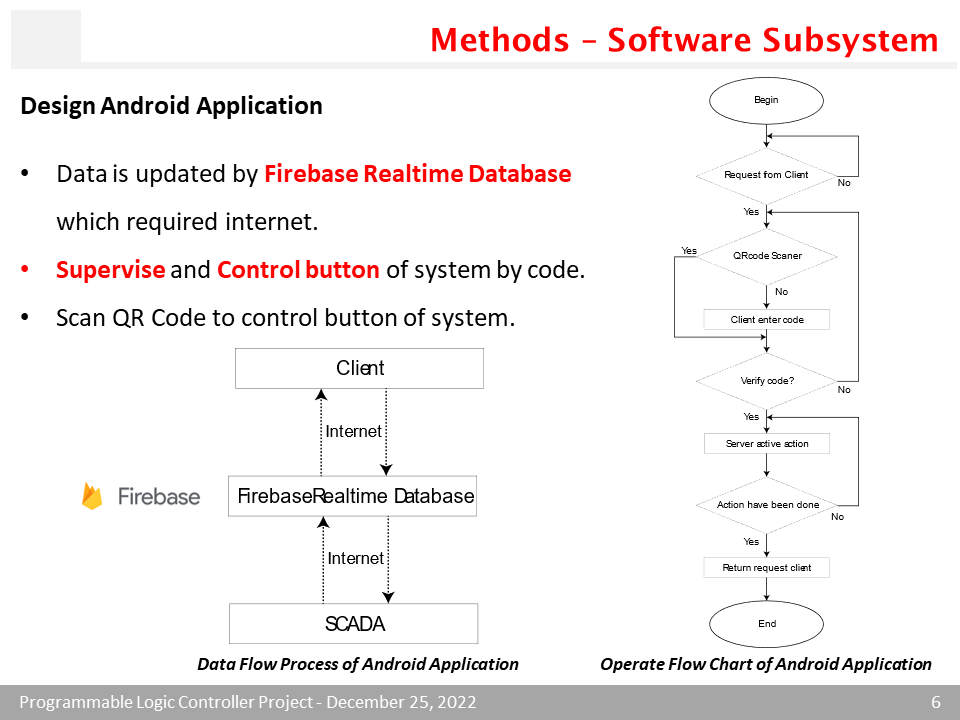 Methods – Software Subsystem
Design Android Application
• Data is updated by Firebase Realtime Database
which required internet.
• Supervise and Control button of system by code.
• Scan QR Code to control button of system.
Client
Internet
Firebase
FirebaseRealtime Database
Internet
SCADA
Data Flow Process of Android Application
Begin
Request from Client
No
Yes
QRcode Scaner
Yes
No
Client enter code
Verify code?
No
Yes
Server active action
Action have been done
No
Yes
Return request client
End
Operate Flow Chart of Android Application
Programmable Logic Controller Project - December 25, 2022
6